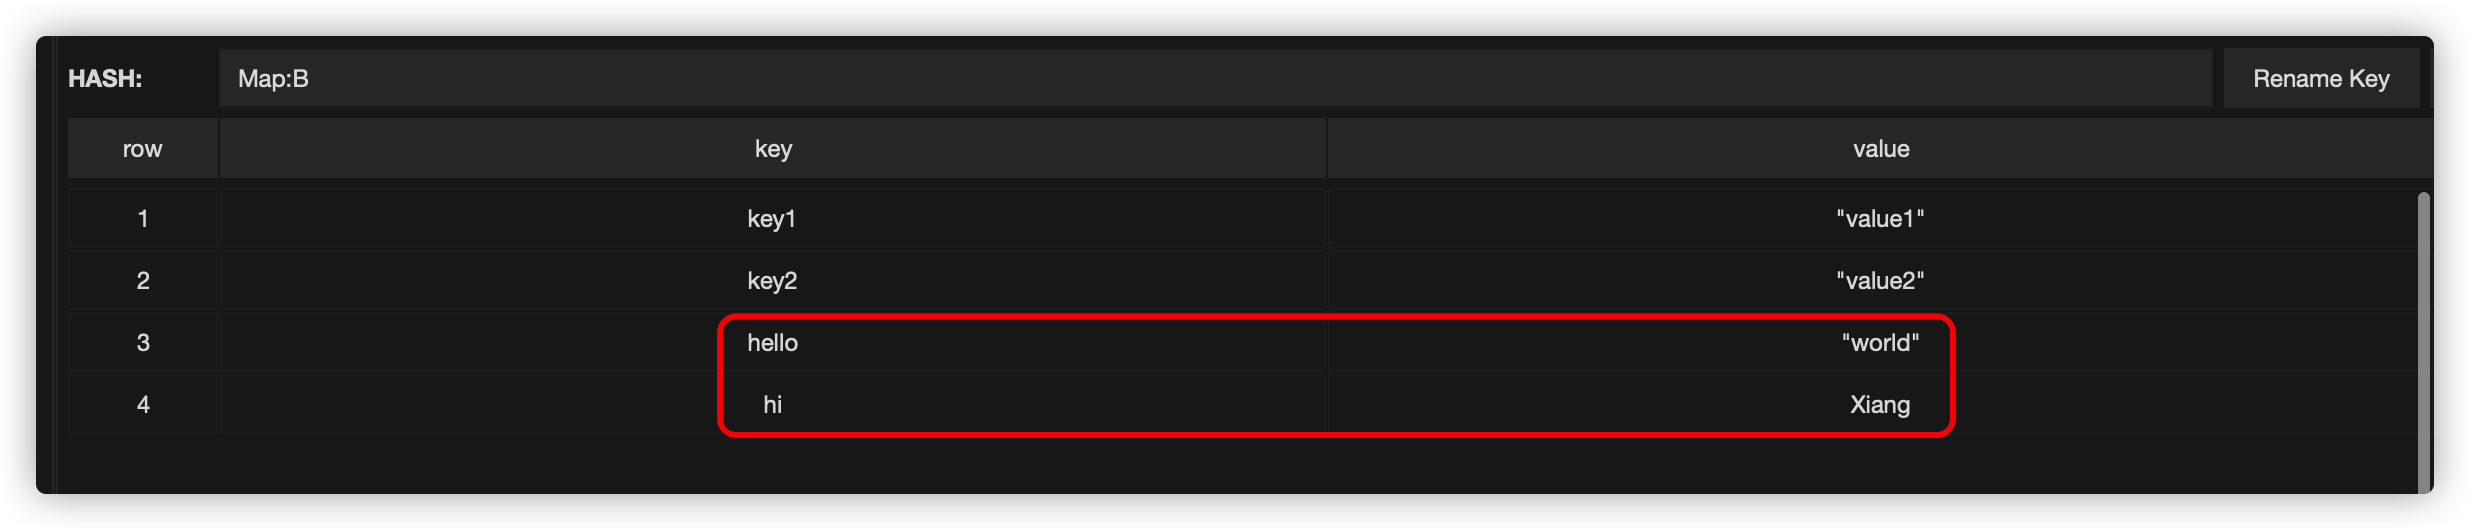 HASH: Map:B Rename Key
row key value
1 key1 "value1"
2 key2 "value2"
3 hello "world"
4 hi Xiang